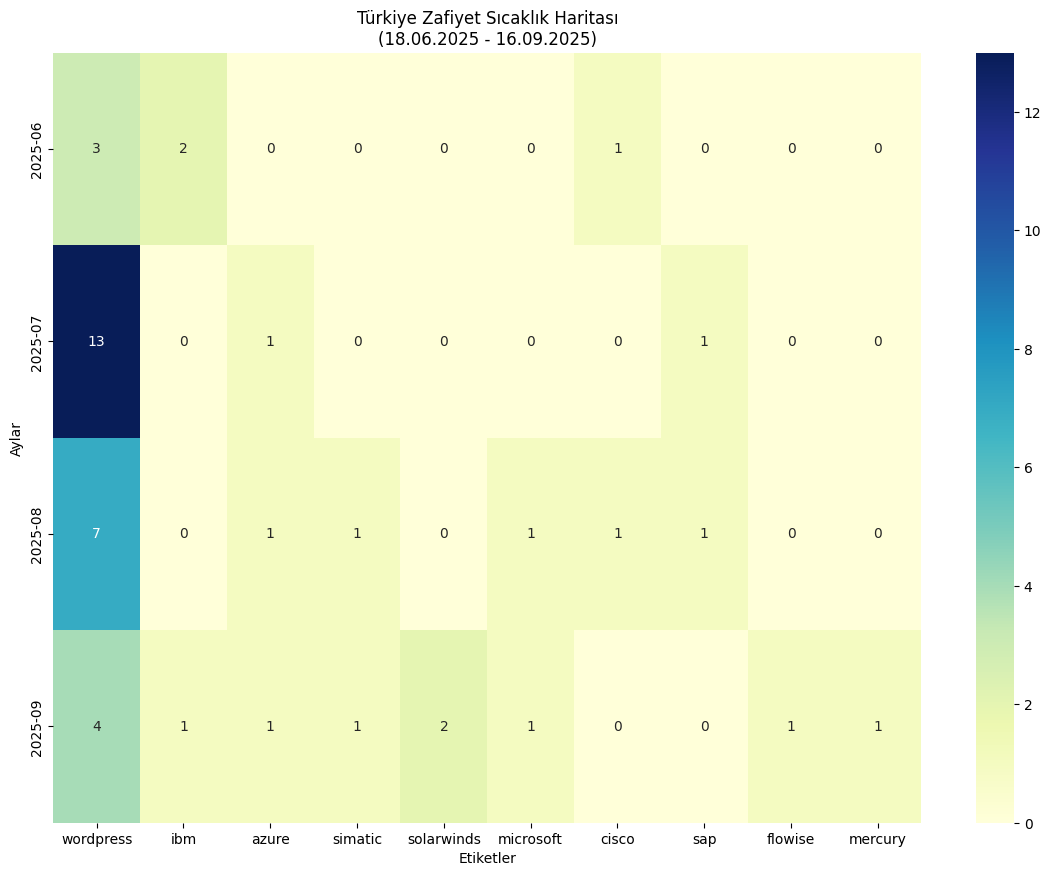 Türkiye Zafiyet Sıcaklık Haritası
(18.06.2025 - 16.09.2025)
Aylar
2025-06
3 2 0 0 0 0 1 0 0 0
2025-07
13 0 1 0 0 0 0 1 0 0
2025-08
7 0 1 1 0 1 1 1 0 0
2025-09
4 1 1 1 2 1 0 0 1 1
wordpress ibm azure simatic solarwinds microsoft cisco sap flowise mercury
Etiketler
12
10
8
6
4
2
0